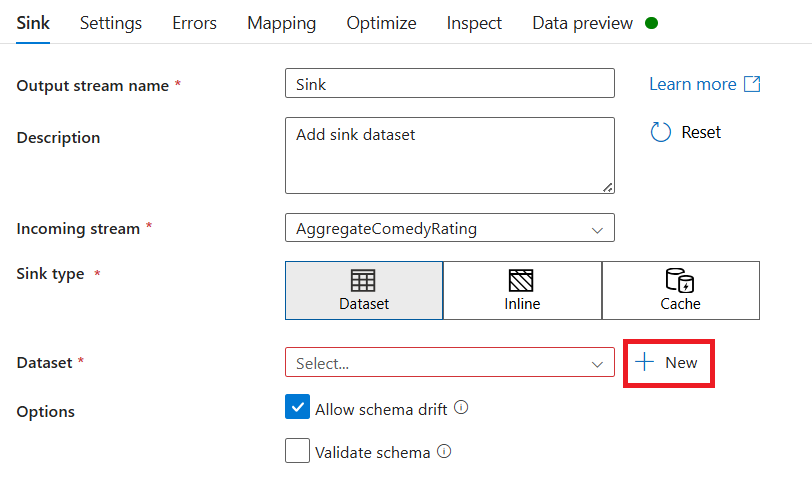 Sink Settings Errors Mapping Optimize Inspect Data preview
Output stream name * Sink Learn more
Description Add sink dataset Reset
Incoming stream * AggregateComedyRating
Sink type * Dataset Inline Cache
Dataset * Select... + New
Options Allow schema drift
Validate schema